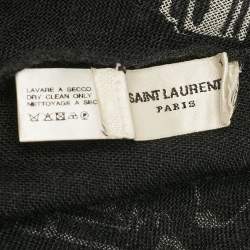 LAVARE A SECCO
DRY CLEAN ONLY
NETTOYAGE A SEC
SAINT LAURENT
PARIS